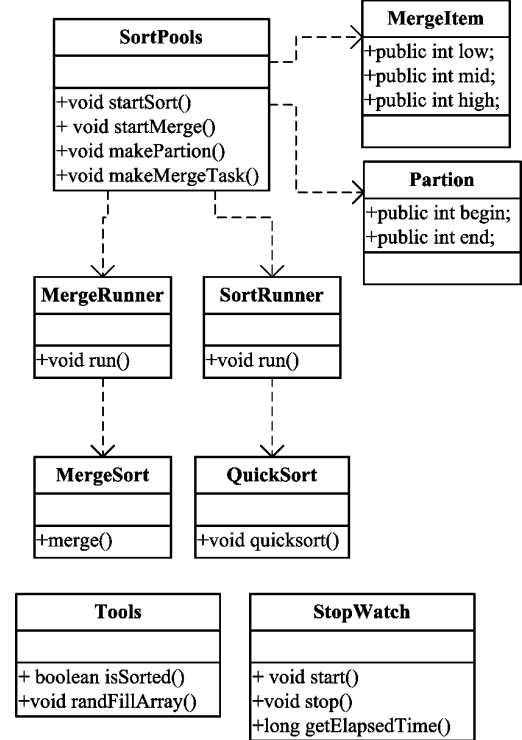 SortPools
+void startSort()
+ void startMerge()
+void makePartion()
+void makeMergeTask()
MergeItem
+public int low;
+public int mid;
+public int high;
Partion
+public int begin;
+public int end;
MergeRunner
+void run()
SortRunner
+void run()
MergeSort
+merge()
QuickSort
+void quicksort()
Tools
+ boolean isSorted()
+void randFillArray()
StopWatch
+ void start()
+void stop()
+long getElapsedTime()